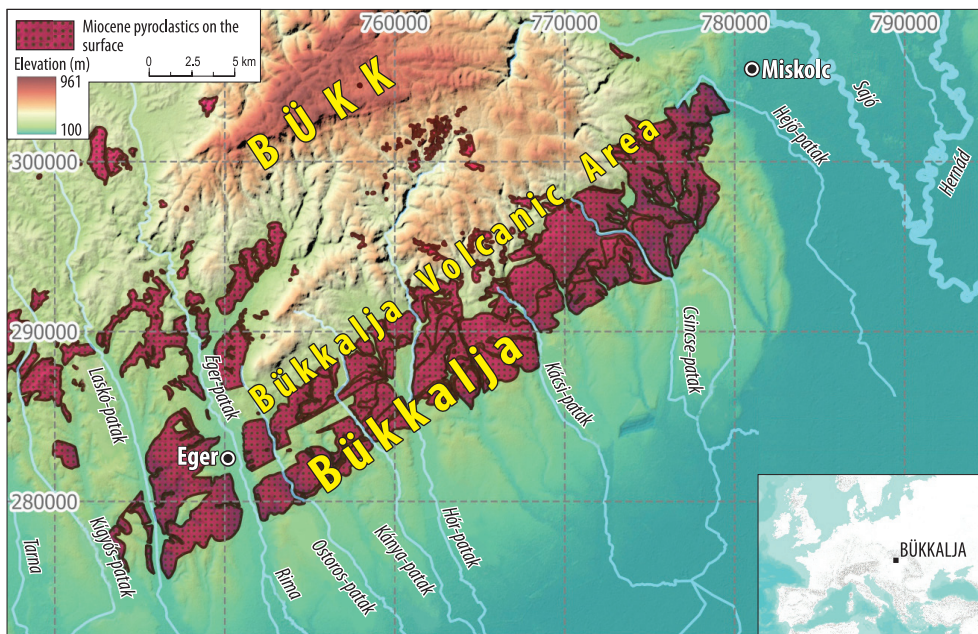 Miocene pyroclastics on the
surface
Elevation (m)
961
100
0 2.5 5 km
760000
770000
780000
790000
300000
290000
280000
BÜKK
Bükkalja Volcanic Area
Bükkalja
Miskolc
Eger
Sajó
Hernád
Hejő-patak
Csincse-patak
Kácsi-patak
Hór-patak
Kánya-patak
Ostoros-patak
Rima
Eger-patak
Laskó-patak
Kígyós-patak
Tarna
BÜKKALJA